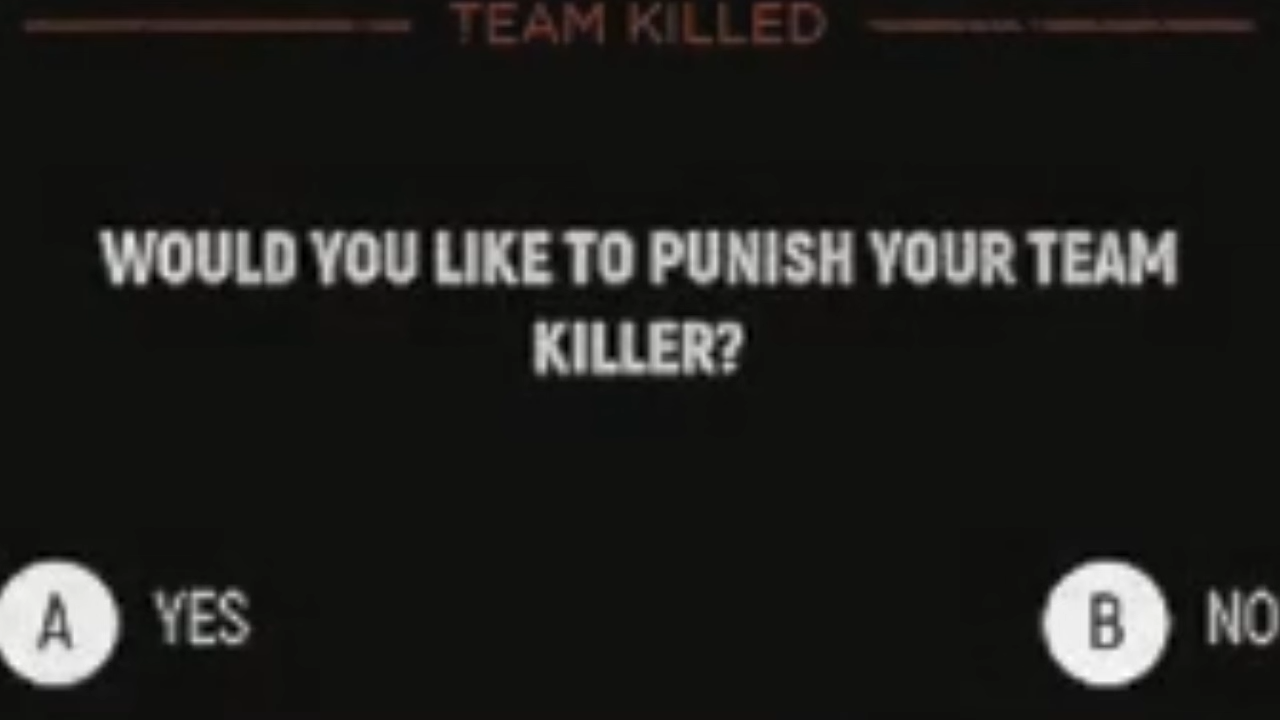 TEAM KILLED
WOULD YOU LIKE TO PUNISH YOUR TEAM
KILLER?
A YES
B NO